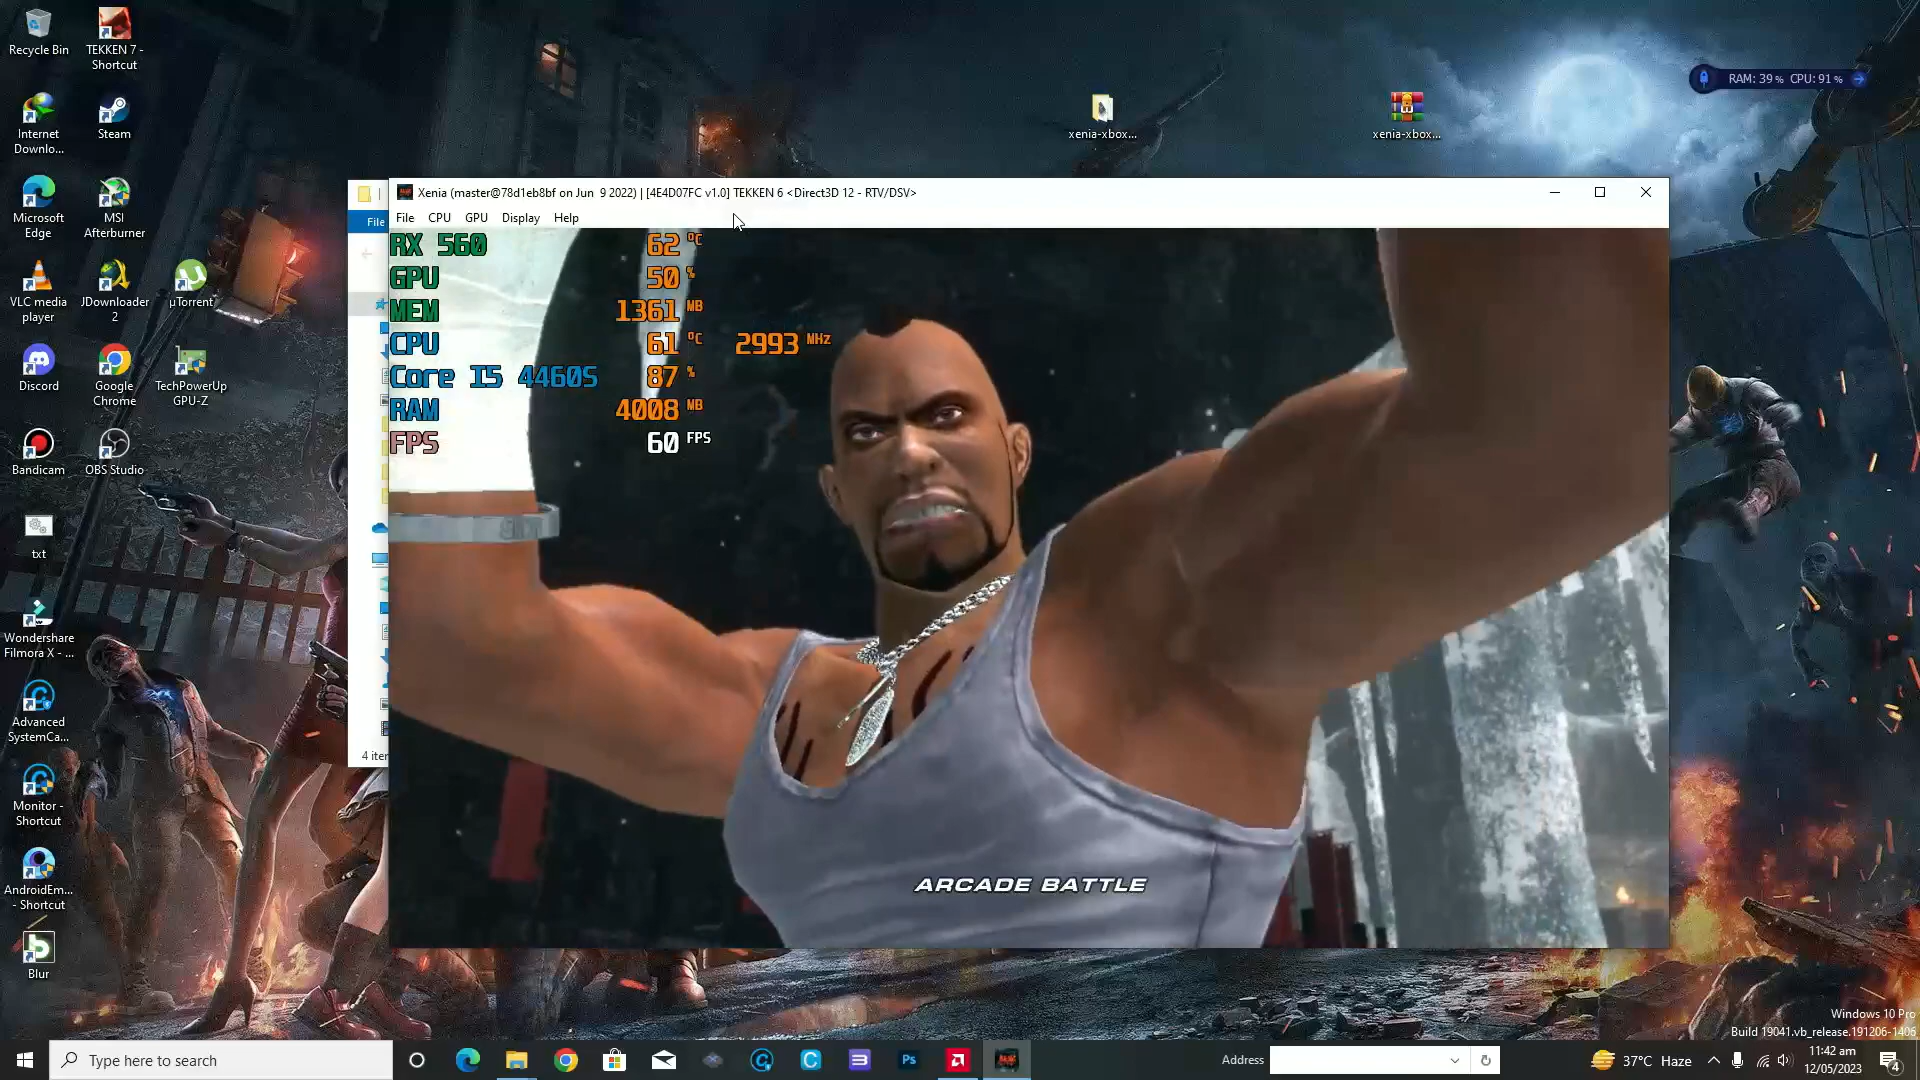 Recycle Bin
TEKKEN 7 -
Shortcut
Internet
Downlo...
Steam
Microsoft
Edge
MSI
Afterburner
VLC media
player
JDownloader
2
µTorrent
Discord
Google
Chrome
TechPowerUp
GPU-Z
Bandicam
OBS Studio
txt
Wondershare
Filmora X - ...
Advanced
SystemCa...
Monitor -
Shortcut
AndroidEm...
- Shortcut
Blur
xenia-xbox...
xenia-xbox...
RAM: 39% CPU: 91%
File
4 iter
Xenia (master@78d1eb8bf on Jun 9 2022) | [4E4D07FC v1.0] TEKKEN 6 <Direct3D 12 - RTV/DSV>
File CPU GPU Display Help
RX 560 62 °C
GPU 50 %
MEM 1361 MB
CPU 61 °C 2993 MHz
Core I5 4460S 87 %
RAM 4008 MB
FPS 60 FPS
ARCADE BATTLE
Windows 10 Pro
Build 19041.vb_release.191206-1406
Type here to search
Address
37°C Haze
11:42 am
12/05/2023
4